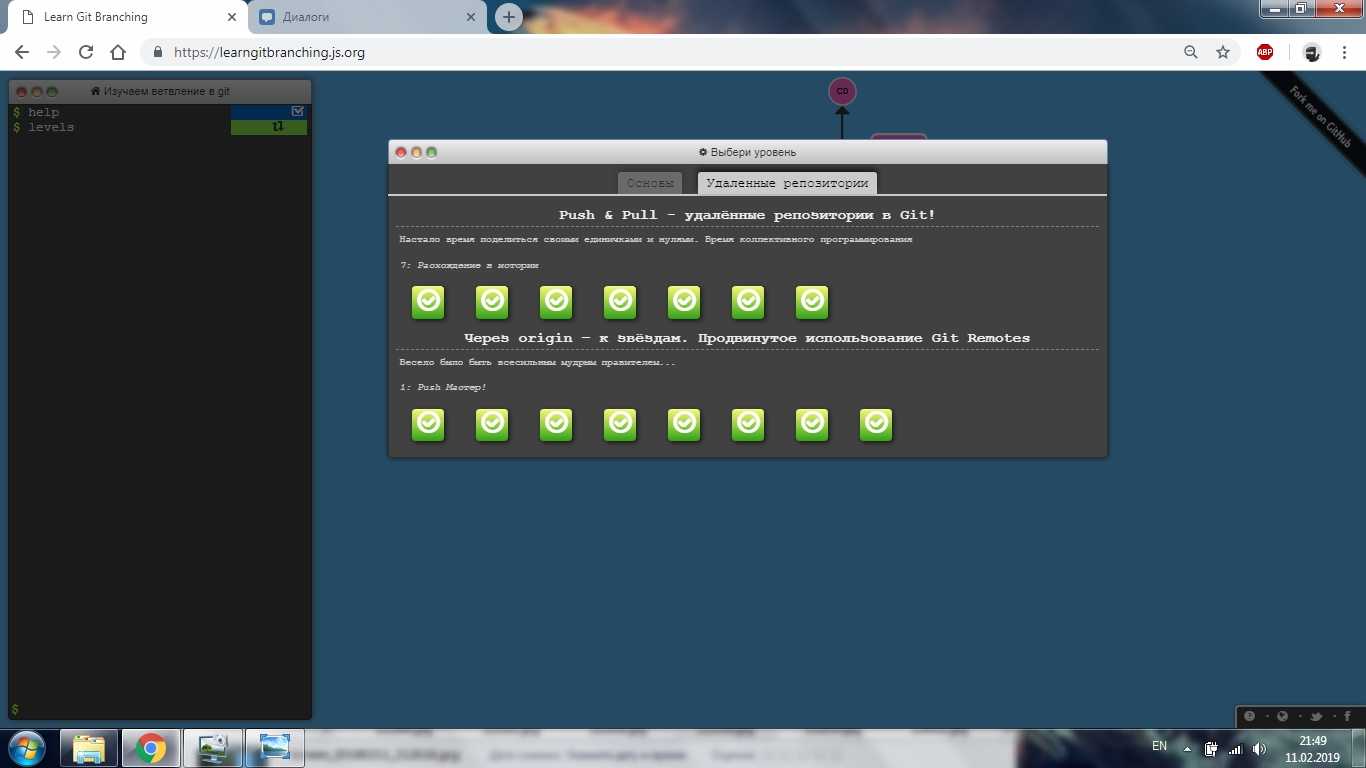 Learn Git Branching
Диалоги
https://learngitbranching.js.org
ABP
Изучаем ветвление в git
$ help
$ levels
$
C0
Fork me on GitHub
Выбери уровень
Основы
Удаленные репозитории
Push & Pull - удалённые репозитории в Git!
Настало время поделиться своими единичками и нулями. Время коллективного программирования
7: Расхождение в истории
Через origin – к звёздам. Продвинутое использование Git Remotes
Весело было быть всесильным мудрым правителем...
1: Push Мастер!
EN
21:49
11.02.2019